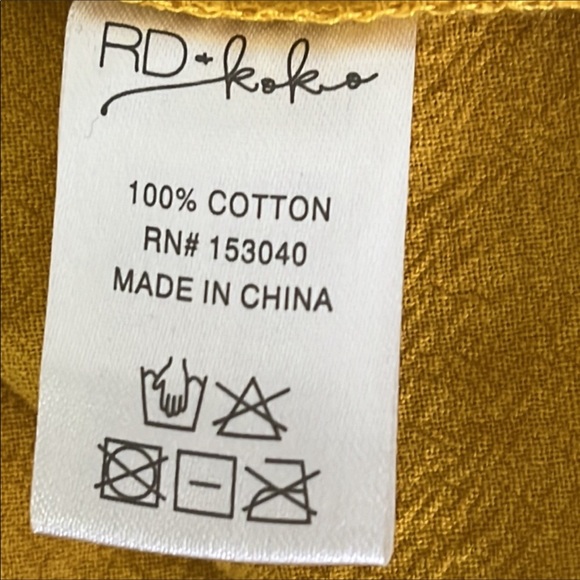 RD+koko
100% COTTON
RN# 153040
MADE IN CHINA